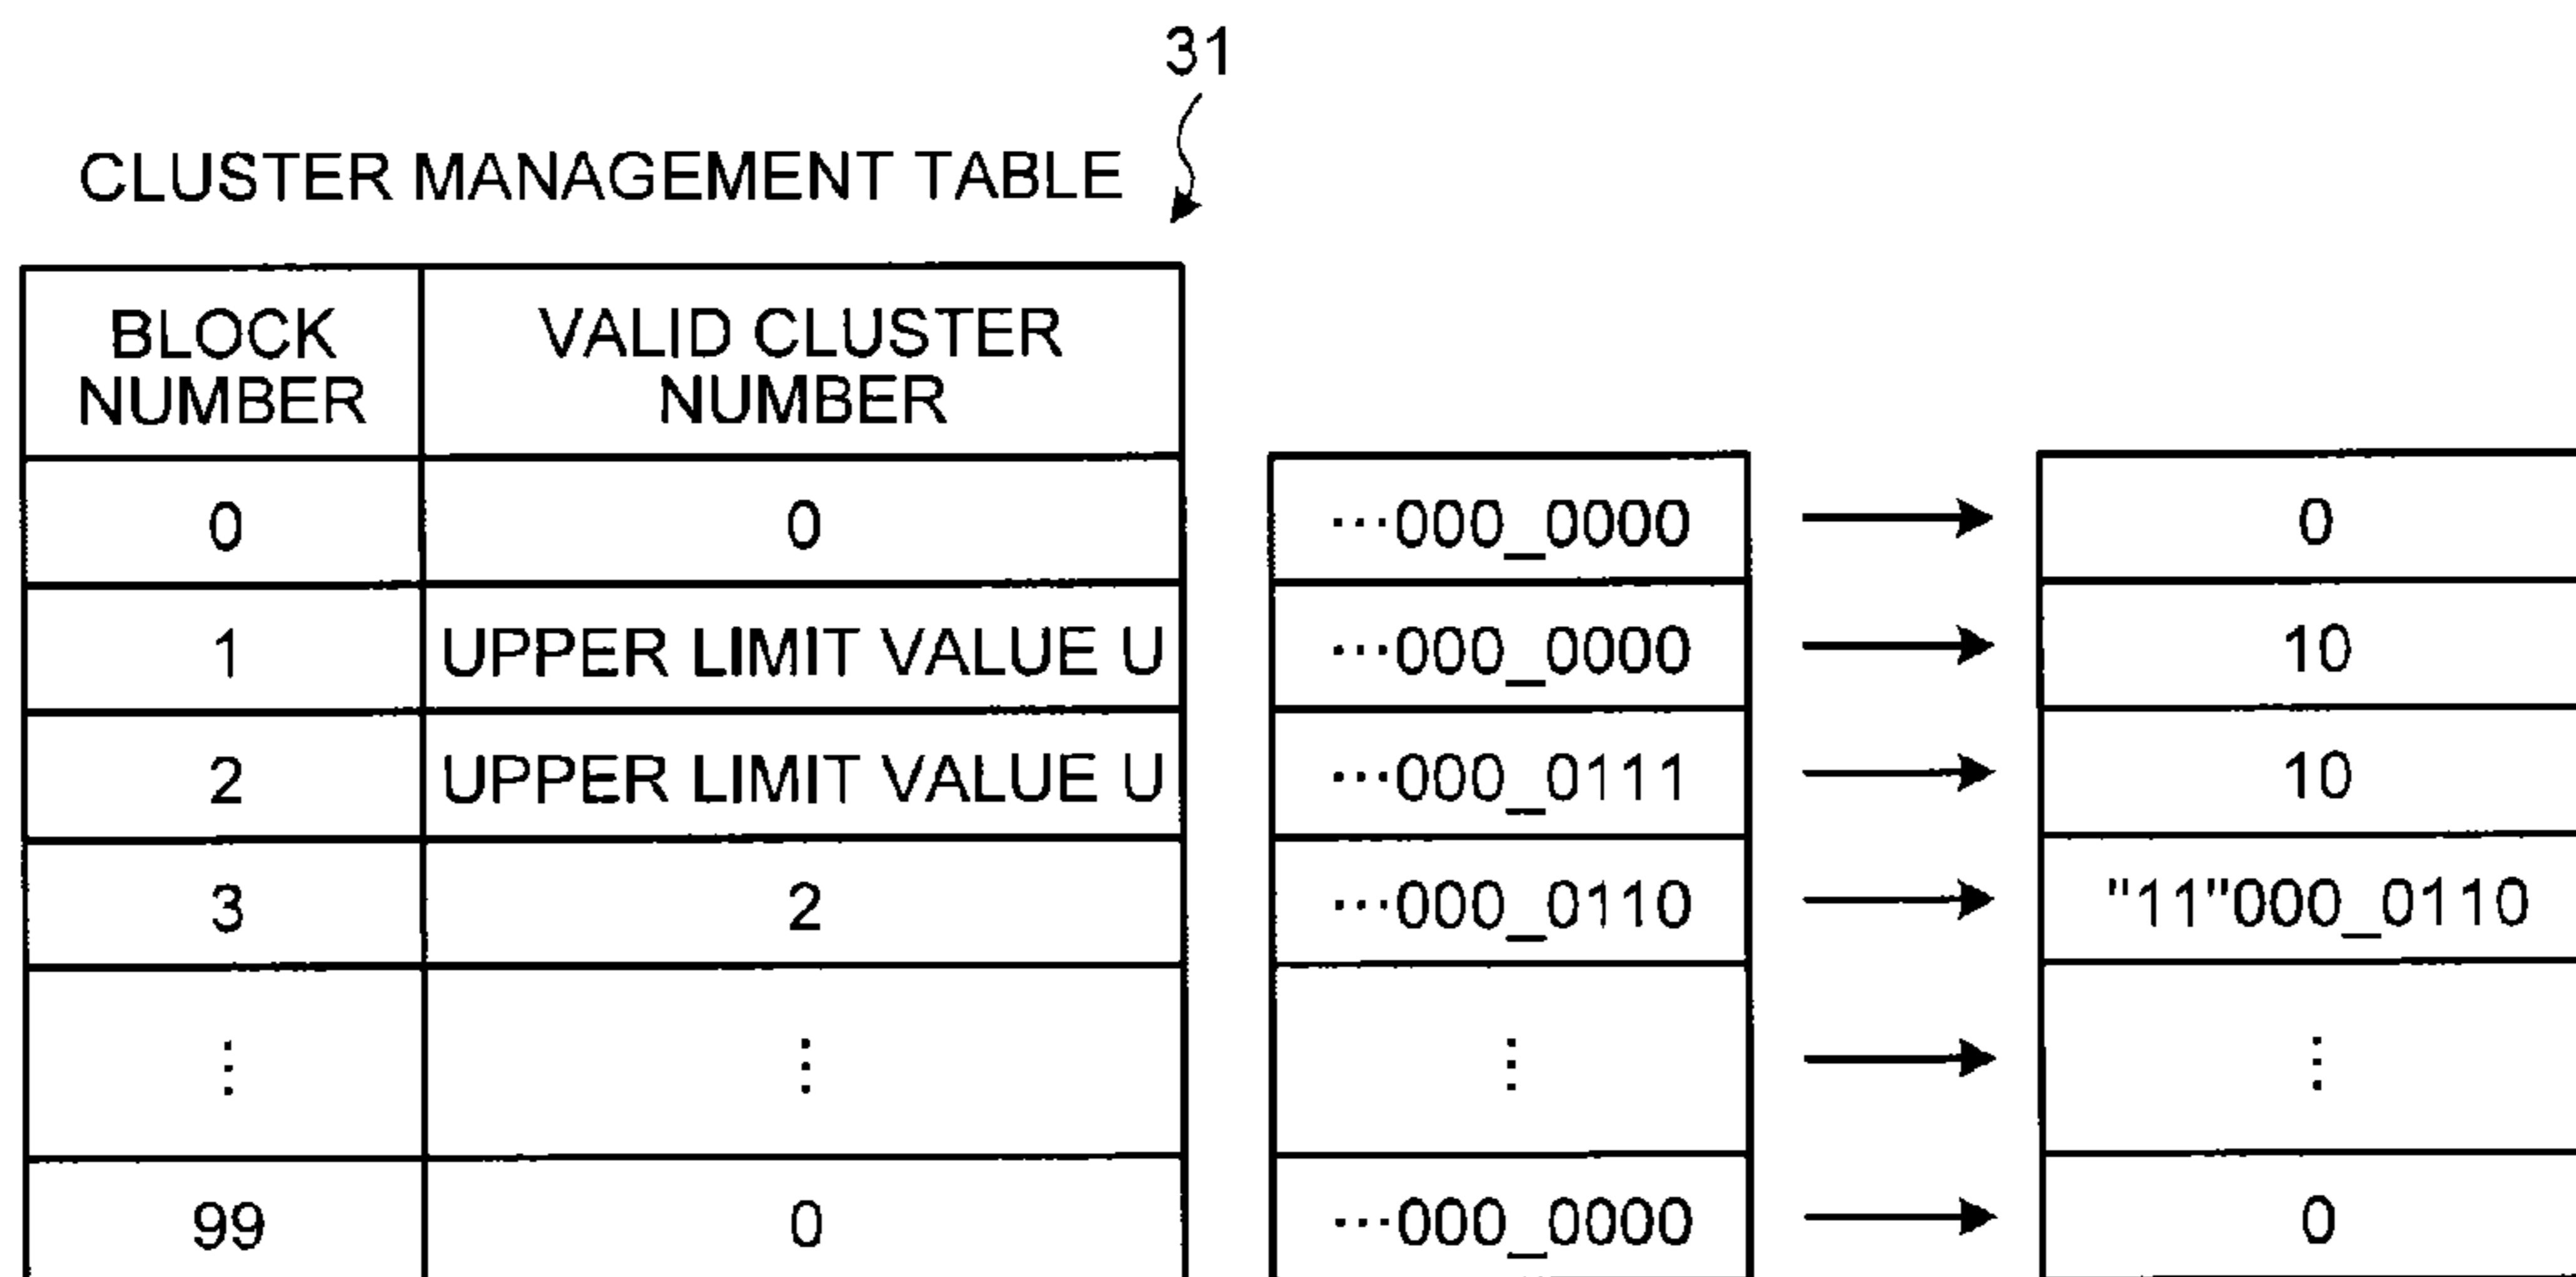 31
CLUSTER MANAGEMENT TABLE
BLOCK NUMBER VALID CLUSTER NUMBER
0 0 ···000_0000 0
1 UPPER LIMIT VALUE U ···000_0000 10
2 UPPER LIMIT VALUE U ···000_0111 10
3 2 ···000_0110 "11"000_0110
⋮ ⋮ ⋮ ⋮
99 0 ···000_0000 0